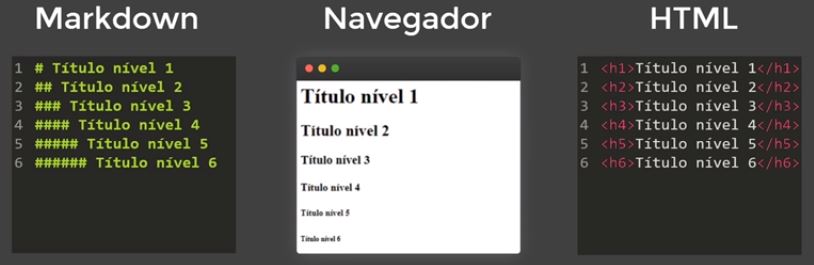 Markdown
1 # Título nível 1
2 ## Título nível 2
3 ### Título nível 3
4 #### Título nível 4
5 ##### Título nível 5
6 ###### Título nível 6
Navegador
Título nível 1
Título nível 2
Título nível 3
Título nível 4
Título nível 5
Título nível 6
HTML
1 <h1>Título nível 1</h1>
2 <h2>Título nível 2</h2>
3 <h3>Título nível 3</h3>
4 <h4>Título nível 4</h4>
5 <h5>Título nível 5</h5>
6 <h6>Título nível 6</h6>